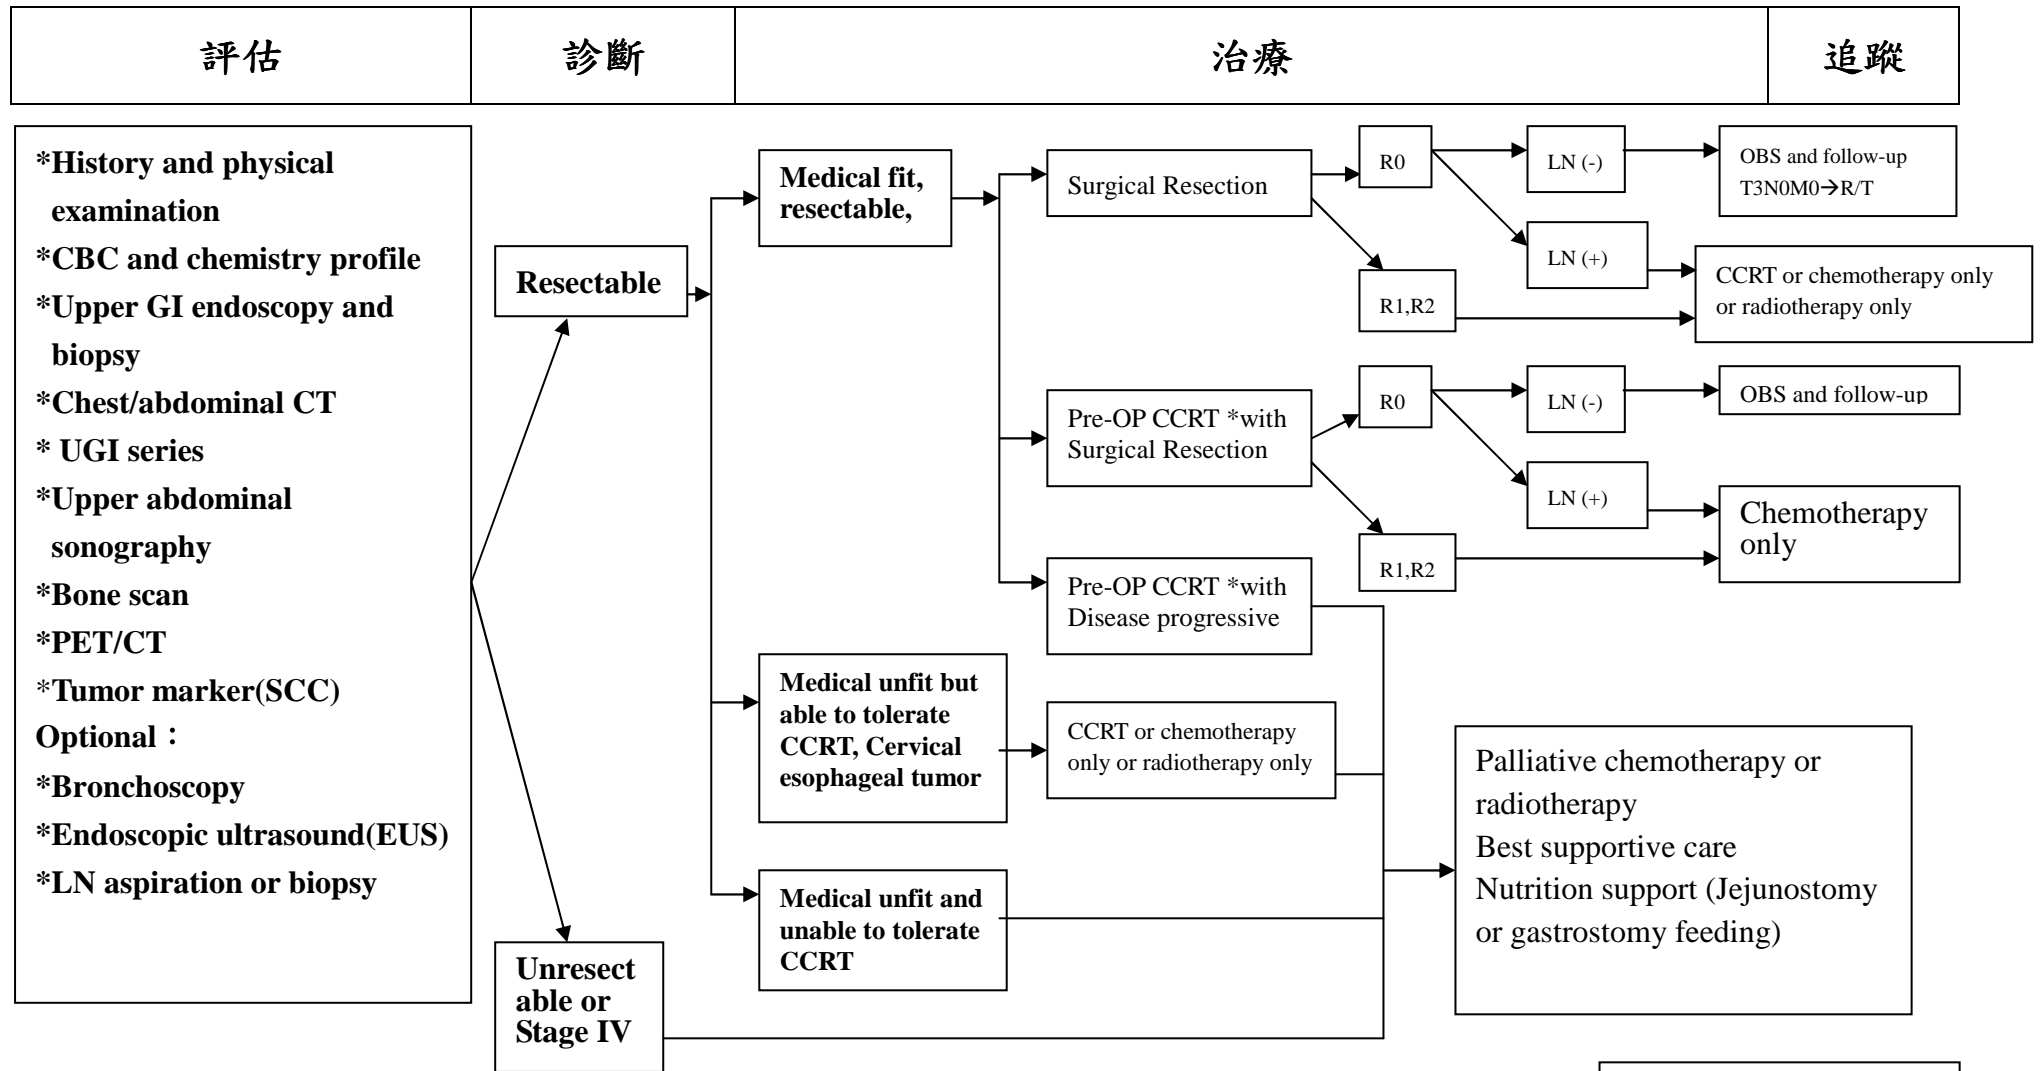 評估
診斷
治療
追蹤
*History and physical
examination
*CBC and chemistry profile
*Upper GI endoscopy and
biopsy
*Chest/abdominal CT
* UGI series
*Upper abdominal
sonography
*Bone scan
*PET/CT
*Tumor marker(SCC)
Optional：
*Bronchoscopy
*Endoscopic ultrasound(EUS)
*LN aspiration or biopsy
Resectable
Unresect
able or
Stage IV
Medical fit,
resectable,
Medical unfit but
able to tolerate
CCRT, Cervical
esophageal tumor
Medical unfit and
unable to tolerate
CCRT
Surgical Resection
R0
LN (-)
OBS and follow-up
T3N0M0→R/T
LN (+)
R1,R2
CCRT or chemotherapy only
or radiotherapy only
Pre-OP CCRT *with
Surgical Resection
R0
LN (-)
OBS and follow-up
LN (+)
R1,R2
Chemotherapy
only
Pre-OP CCRT *with
Disease progressive
CCRT or chemotherapy
only or radiotherapy only
Palliative chemotherapy or
radiotherapy
Best supportive care
Nutrition support (Jejunostomy
or gastrostomy feeding)